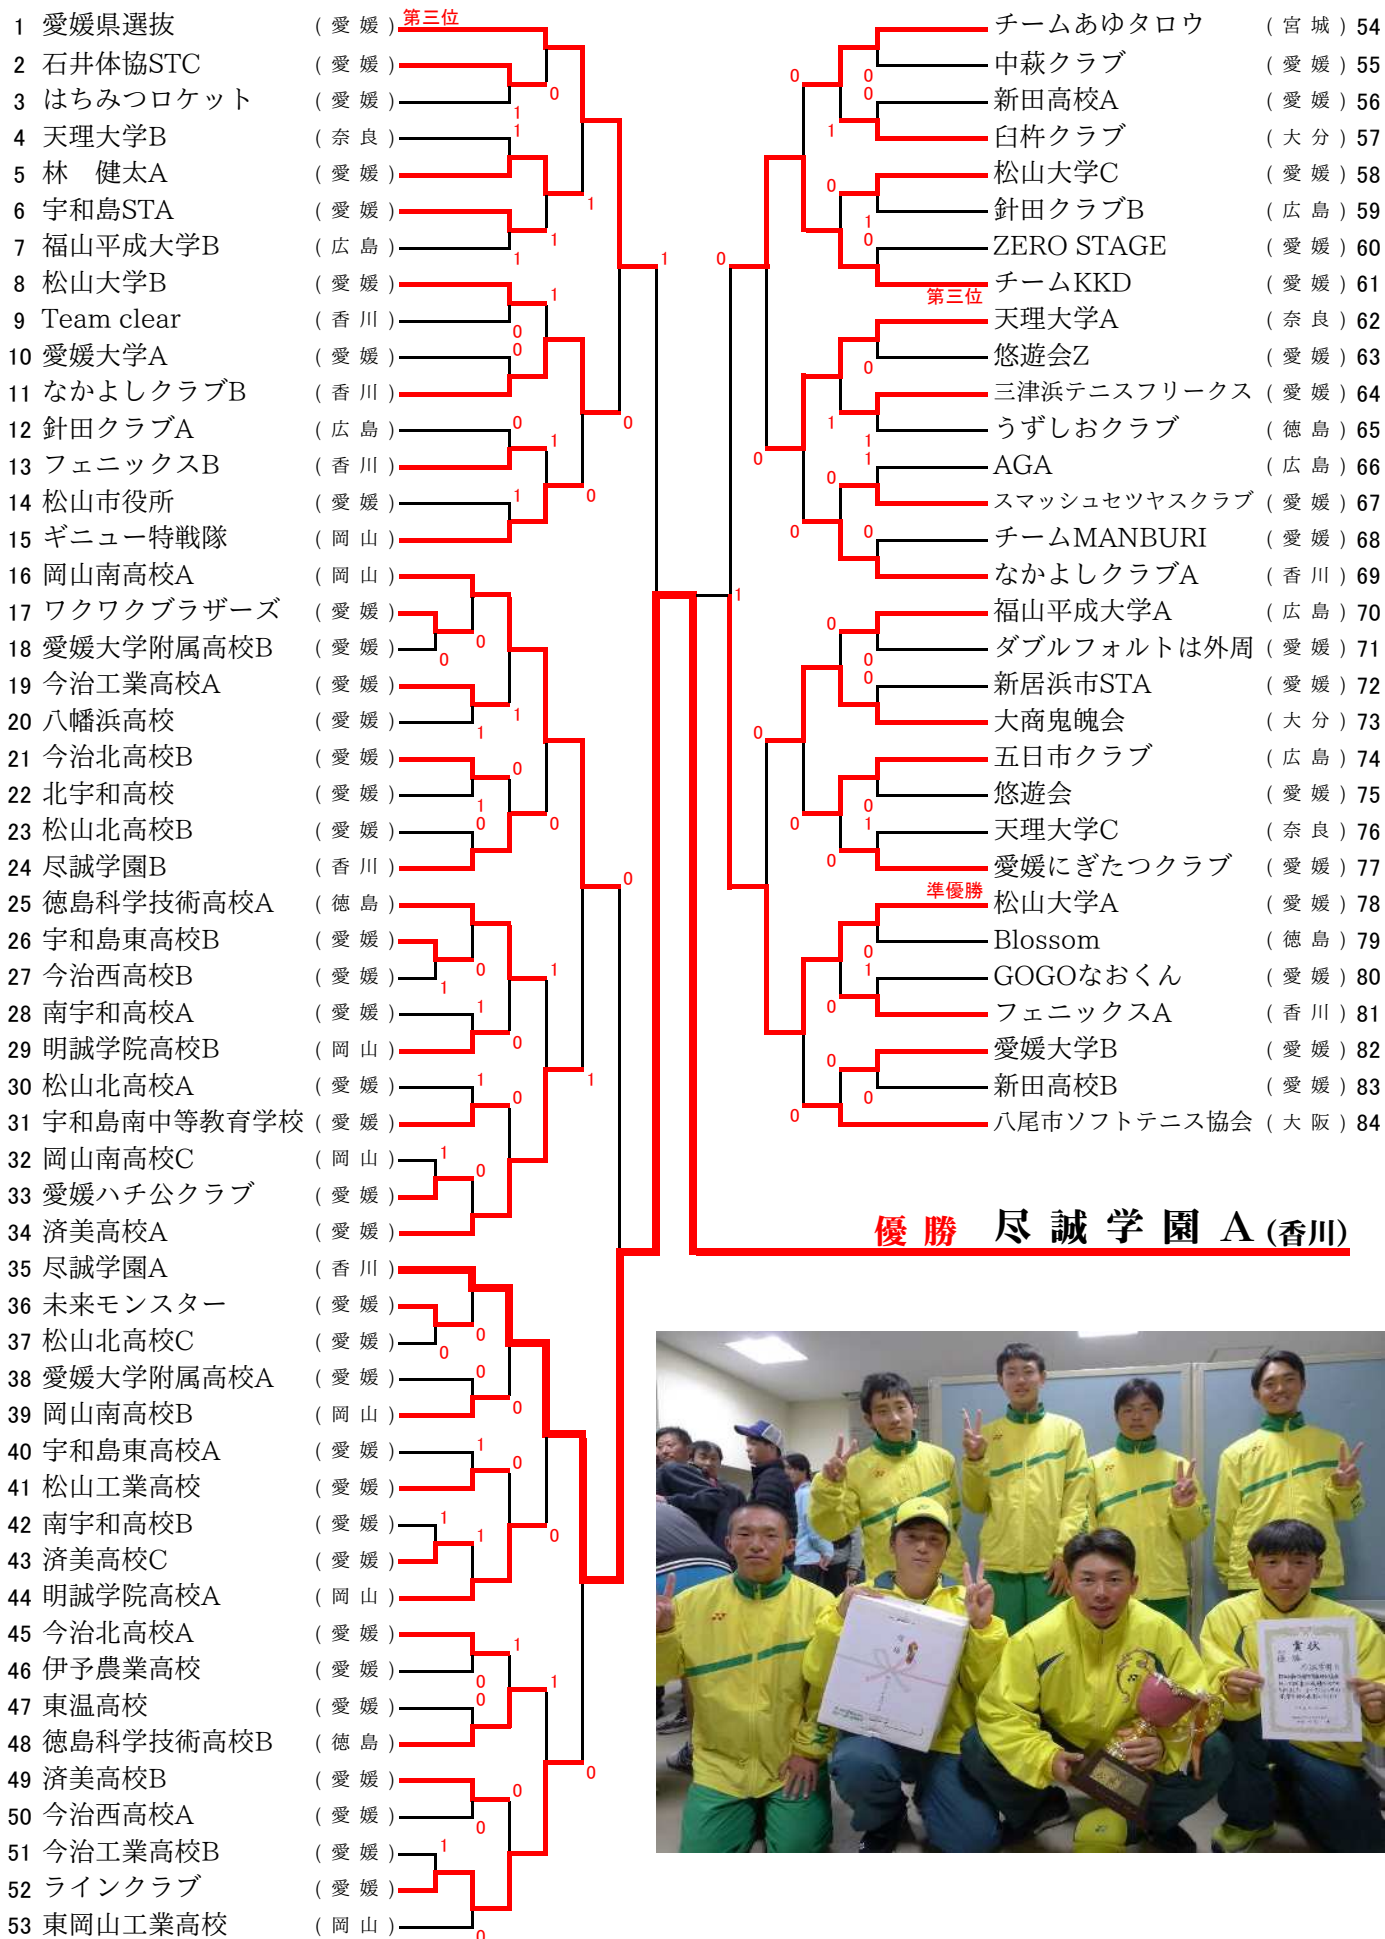 第三位
1 愛媛県選抜 (愛媛)
2 石井体協STC (愛媛)
3 はちみつロケット (愛媛)
4 天理大学B (奈良)
5 林　健太A (愛媛)
6 宇和島STA (愛媛)
7 福山平成大学B (広島)
8 松山大学B (愛媛)
9 Team clear (香川)
10 愛媛大学A (愛媛)
11 なかよしクラブB (香川)
12 針田クラブA (広島)
13 フェニックスB (香川)
14 松山市役所 (愛媛)
15 ギニュー特戦隊 (岡山)
16 岡山南高校A (岡山)
17 ワクワクブラザーズ (愛媛)
18 愛媛大学附属高校B (愛媛)
19 今治工業高校A (愛媛)
20 八幡浜高校 (愛媛)
21 今治北高校B (愛媛)
22 北宇和高校 (愛媛)
23 松山北高校B (愛媛)
24 尽誠学園B (香川)
25 徳島科学技術高校A (徳島)
26 宇和島東高校B (愛媛)
27 今治西高校B (愛媛)
28 南宇和高校A (愛媛)
29 明誠学院高校B (岡山)
30 松山北高校A (愛媛)
31 宇和島南中等教育学校 (愛媛)
32 岡山南高校C (岡山)
33 愛媛ハチ公クラブ (愛媛)
34 済美高校A (愛媛)
35 尽誠学園A (香川)
36 未来モンスター (愛媛)
37 松山北高校C (愛媛)
38 愛媛大学附属高校A (愛媛)
39 岡山南高校B (岡山)
40 宇和島東高校A (愛媛)
41 松山工業高校 (愛媛)
42 南宇和高校B (愛媛)
43 済美高校C (愛媛)
44 明誠学院高校A (岡山)
45 今治北高校A (愛媛)
46 伊予農業高校 (愛媛)
47 東温高校 (愛媛)
48 徳島科学技術高校B (徳島)
49 済美高校B (愛媛)
50 今治西高校A (愛媛)
51 今治工業高校B (愛媛)
52 ラインクラブ (愛媛)
53 東岡山工業高校 (岡山)
チームあゆタロウ (宮城) 54
中萩クラブ (愛媛) 55
新田高校A (愛媛) 56
臼杵クラブ (大分) 57
松山大学C (愛媛) 58
針田クラブB (広島) 59
ZERO STAGE (愛媛) 60
チームKKD (愛媛) 61
第三位
天理大学A (奈良) 62
悠遊会Z (愛媛) 63
三津浜テニスフリークス (愛媛) 64
うずしおクラブ (徳島) 65
AGA (広島) 66
スマッシュセツヤスクラブ (愛媛) 67
チームMANBURI (愛媛) 68
なかよしクラブA (香川) 69
福山平成大学A (広島) 70
ダブルフォルトは外周 (愛媛) 71
新居浜市STA (愛媛) 72
大商鬼魄会 (大分) 73
五日市クラブ (広島) 74
悠遊会 (愛媛) 75
天理大学C (奈良) 76
愛媛にぎたつクラブ (愛媛) 77
準優勝
松山大学A (愛媛) 78
Blossom (徳島) 79
GOGOなおくん (愛媛) 80
フェニックスA (香川) 81
愛媛大学B (愛媛) 82
新田高校B (愛媛) 83
八尾市ソフトテニス協会 (大阪) 84
優勝 尽誠学園A (香川)
賞状